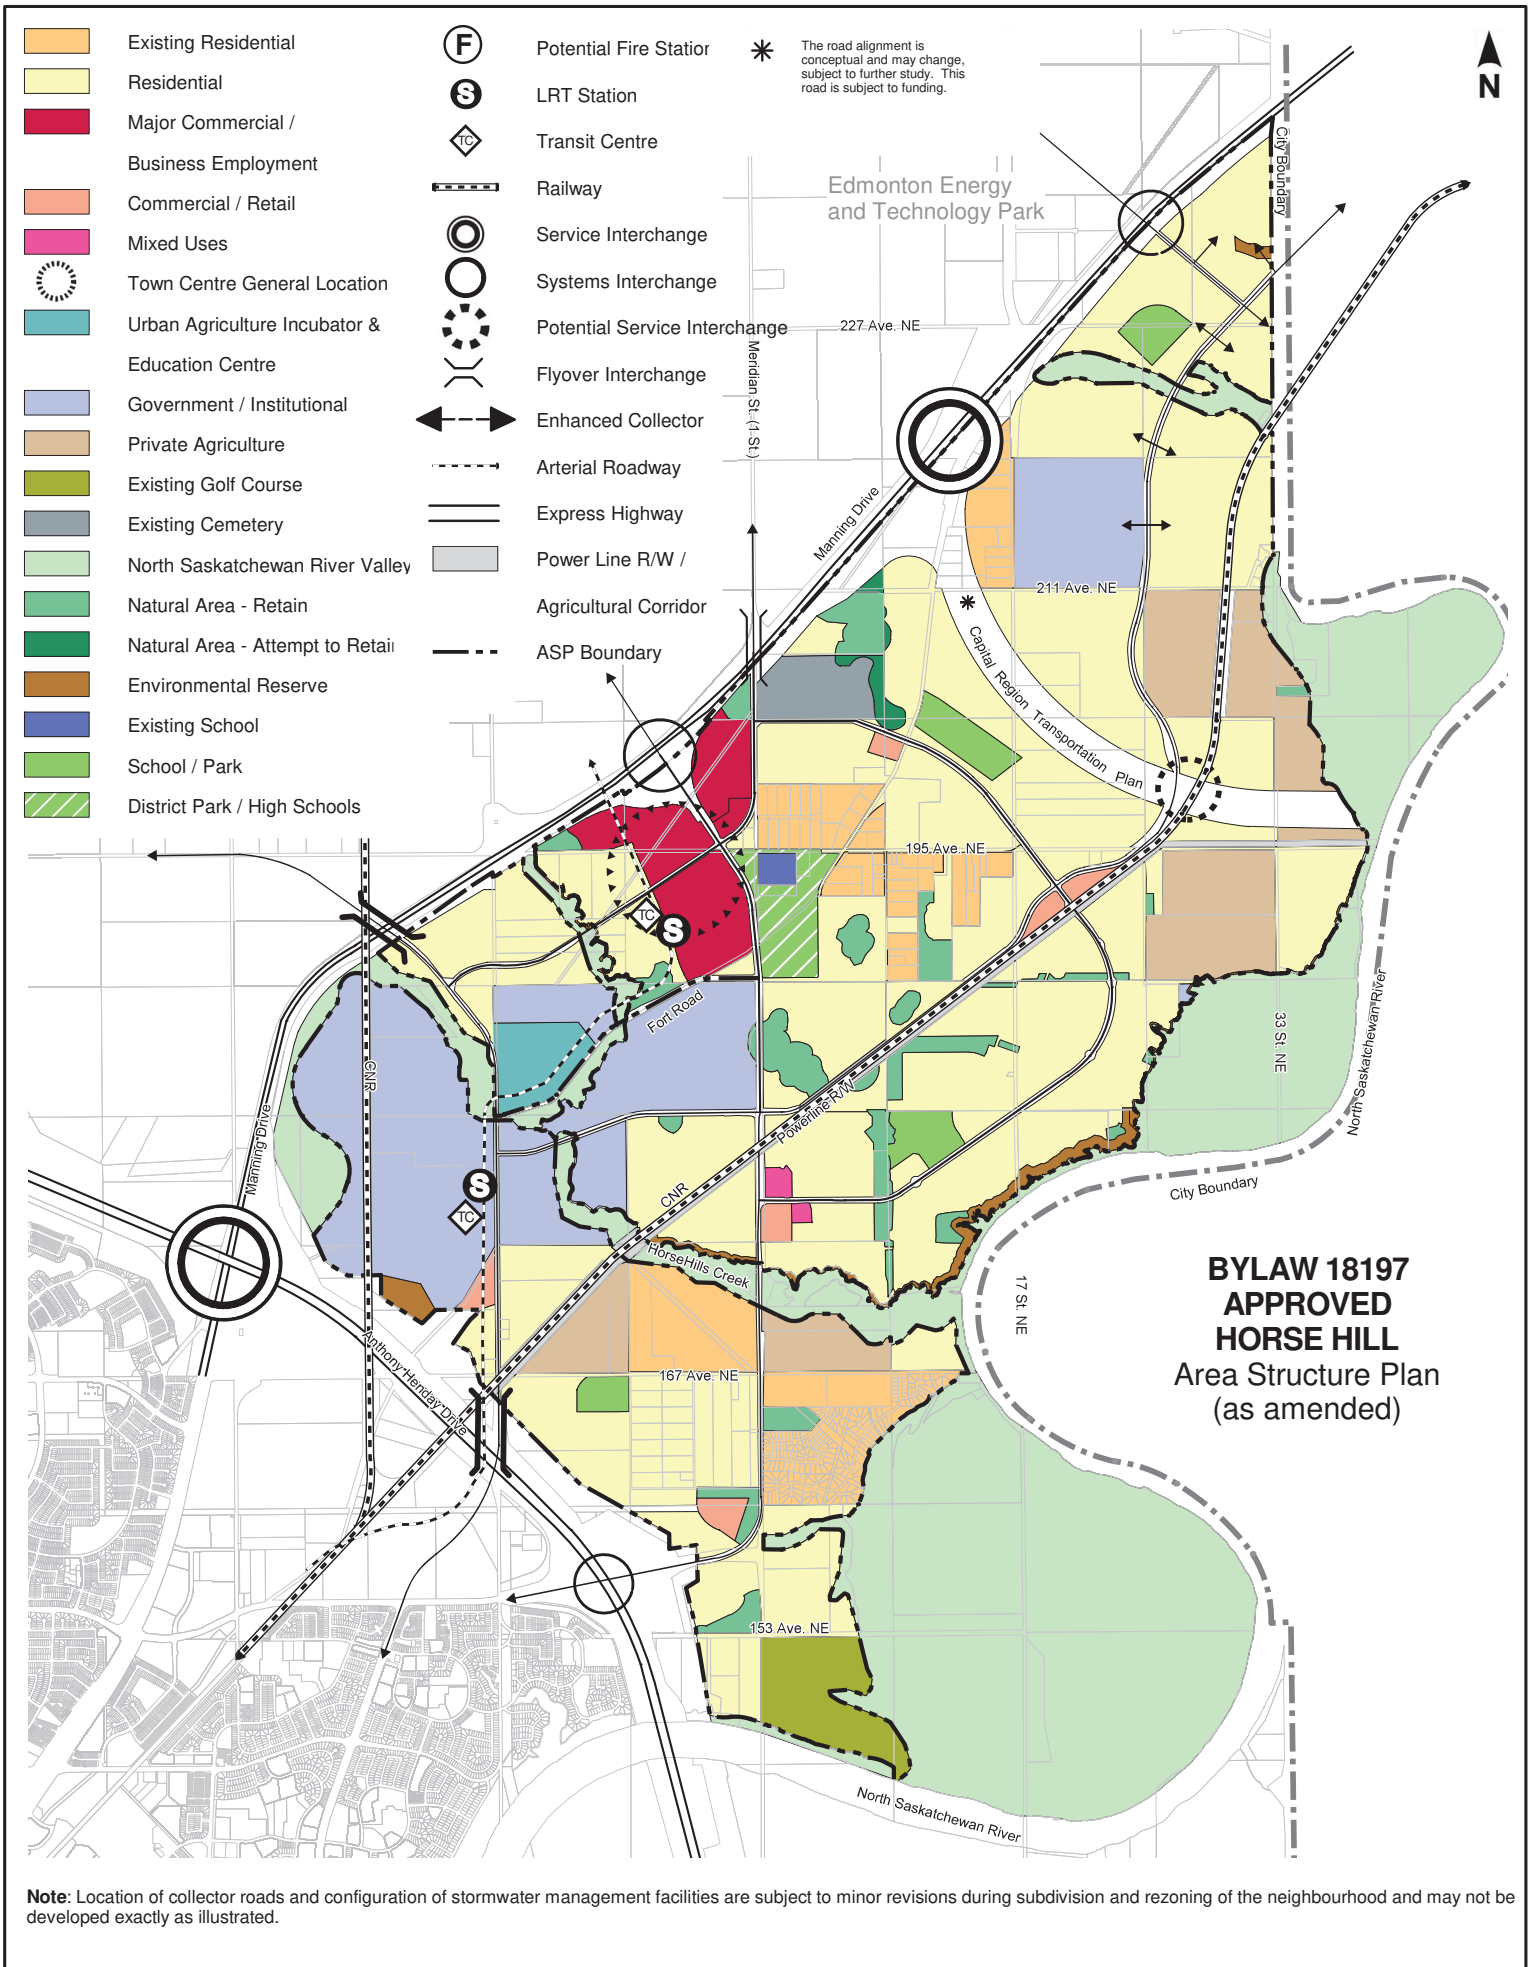 Existing Residential
Residential
Major Commercial /
Business Employment
Commercial / Retail
Mixed Uses
Town Centre General Location
Urban Agriculture Incubator &
Education Centre
Government / Institutional
Private Agriculture
Existing Golf Course
Existing Cemetery
North Saskatchewan River Valley
Natural Area - Retain
Natural Area - Attempt to Retai
Environmental Reserve
Existing School
School / Park
District Park / High Schools
F
Potential Fire Statior
S
LRT Station
TC
Transit Centre
Railway
Service Interchange
Systems Interchange
Potential Service Interchange
Flyover Interchange
Enhanced Collector
Arterial Roadway
Express Highway
Power Line R/W /
Agricultural Corridor
ASP Boundary
The road alignment is
conceptual and may change,
subject to further study. This
road is subject to funding.
N
City Boundary
Edmonton Energy
and Technology Park
227 Ave. NE
Meridian St. (1 St.)
Manning Drive
211 Ave. NE
Capital Region Transportation Plan
195 Ave. NE
TC
S
Fort Road
CNR
33 St. NE
North Saskatchewan River
Powerline R/W
Manning Drive
S
TC
CNR
City Boundary
HorseHills Creek
17 St. NE
BYLAW 18197
APPROVED
HORSE HILL
Area Structure Plan
(as amended)
Anthony Henday Drive
167 Ave. NE
153 Ave. NE
North Saskatchewan River
Note: Location of collector roads and configuration of stormwater management facilities are subject to minor revisions during subdivision and rezoning of the neighbourhood and may not be
developed exactly as illustrated.